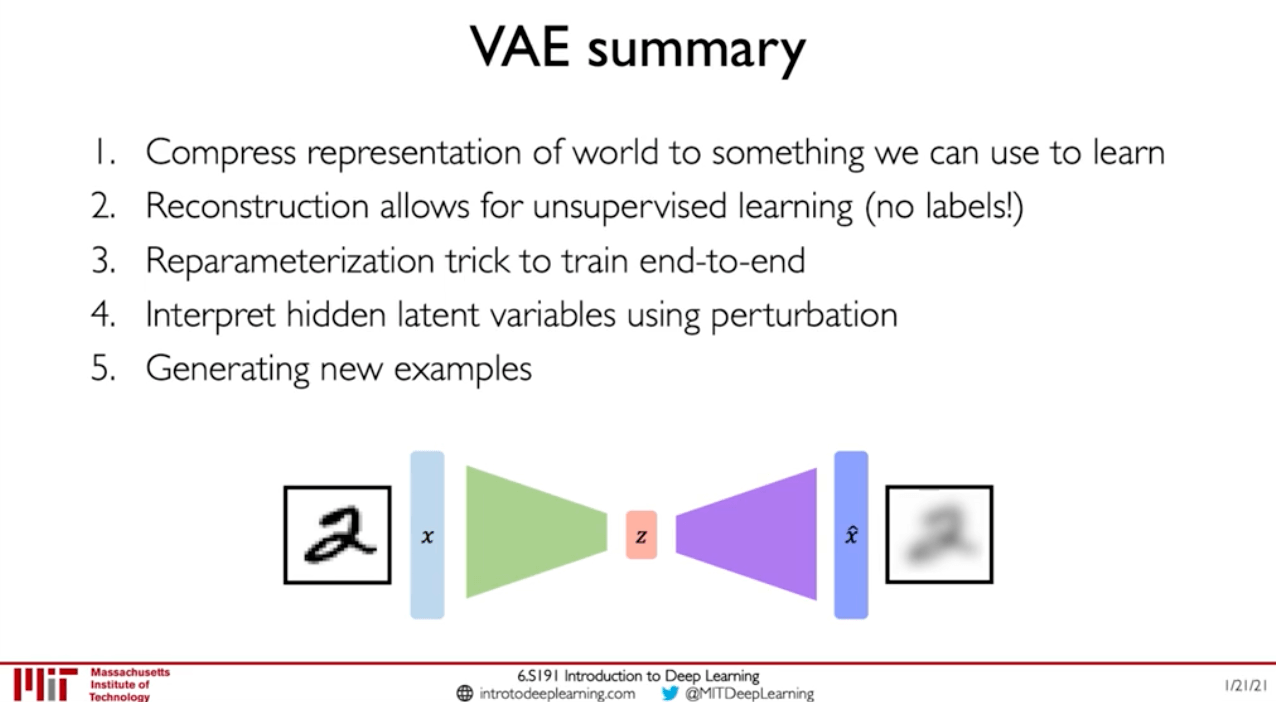 VAE summary
1. Compress representation of world to something we can use to learn
2. Reconstruction allows for unsupervised learning (no labels!)
3. Reparameterization trick to train end-to-end
4. Interpret hidden latent variables using perturbation
5. Generating new examples
2 x z x̂ 2
MIT
Massachusetts
Institute of
Technology
6.S191 Introduction to Deep Learning
introtodeeplearning.com @MITDeepLearning
1/21/21